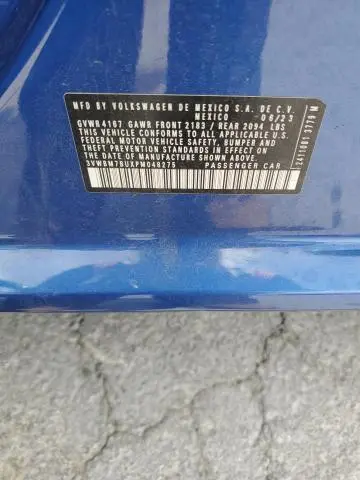 MFD BY VOLKSWAGEN DE MEXICO S.A. DE C.V.
MEXICO 06/23
GVWR 4167 GAWR FRONT 2183 / REAR 2094 LBS
THIS VEHICLE CONFORMS TO ALL APPLICABLE U.S.
FEDERAL MOTOR VEHICLE SAFETY, BUMPER AND
THEFT PREVENTION STANDARDS IN EFFECT ON THE
DATE OF MANUFACTURE SHOWN ABOVE.
3VWBM7BUXPM048275 PASSENGER CAR